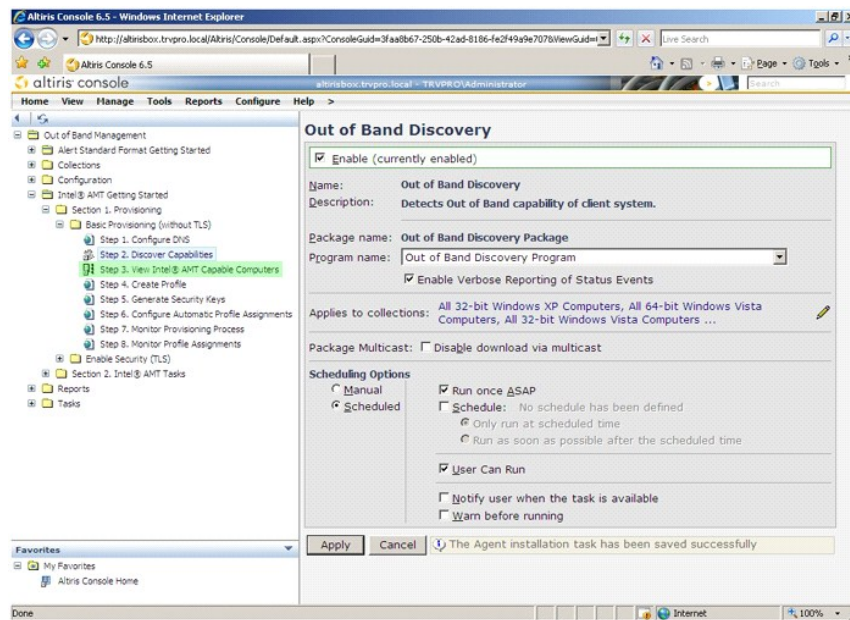 Altiris Console 6.5 - Windows Internet Explorer
http://altirisbox.trvpro.local/Altiris/Console/Default.aspx?ConsoleGuid=3faa8b67-250b-42ad-8186-fe2f49a9e707&ViewGuid=
Live Search
Altiris Console 6.5
Page
Tools
altiris console
altirisbox.trvpro.local - TRVPRO\Administrator
Search
Home View Manage Tools Reports Configure Help >
Out of Band Management
Alert Standard Format Getting Started
Collections
Configuration
Intel® AMT Getting Started
Section 1. Provisioning
Basic Provisioning (without TLS)
Step 1. Configure DNS
Step 2. Discover Capabilities
Step 3. View Intel® AMT Capable Computers
Step 4. Create Profile
Step 5. Generate Security Keys
Step 6. Configure Automatic Profile Assignments
Step 7. Monitor Provisioning Process
Step 8. Monitor Profile Assignments
Enable Security (TLS)
Section 2. Intel® AMT Tasks
Reports
Tasks
Favorites
My Favorites
Altiris Console Home
Out of Band Discovery
Enable (currently enabled)
Name: Out of Band Discovery
Description: Detects Out of Band capability of client system.
Package name: Out of Band Discovery Package
Program name: Out of Band Discovery Program
Enable Verbose Reporting of Status Events
Applies to collections: All 32-bit Windows XP Computers, All 64-bit Windows Vista
Computers, All 32-bit Windows Vista Computers ...
Package Multicast: Disable download via multicast
Scheduling Options
Manual
Scheduled
Run once ASAP
Schedule: No schedule has been defined
Only run at scheduled time
Run as soon as possible after the scheduled time
User Can Run
Notify user when the task is available
Warn before running
Apply Cancel The Agent installation task has been saved successfully
Done
Internet
100%